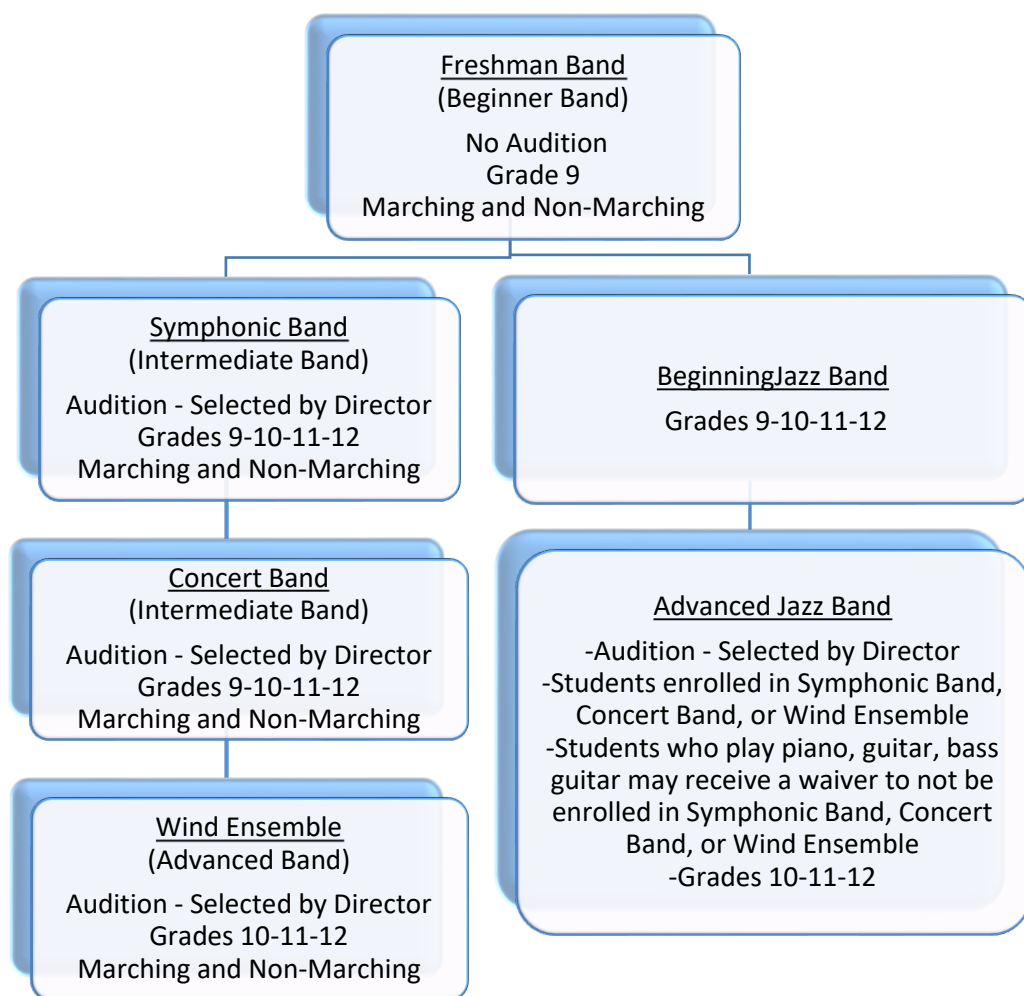 Freshman Band
(Beginner Band)
No Audition
Grade 9
Marching and Non-Marching
Symphonic Band
(Intermediate Band)
Audition - Selected by Director
Grades 9-10-11-12
Marching and Non-Marching
Concert Band
(Intermediate Band)
Audition - Selected by Director
Grades 9-10-11-12
Marching and Non-Marching
Wind Ensemble
(Advanced Band)
Audition - Selected by Director
Grades 10-11-12
Marching and Non-Marching
BeginningJazz Band
Grades 9-10-11-12
Advanced Jazz Band
-Audition - Selected by Director
-Students enrolled in Symphonic Band,
Concert Band, or Wind Ensemble
-Students who play piano, guitar, bass
guitar may receive a waiver to not be
enrolled in Symphonic Band, Concert
Band, or Wind Ensemble
-Grades 10-11-12